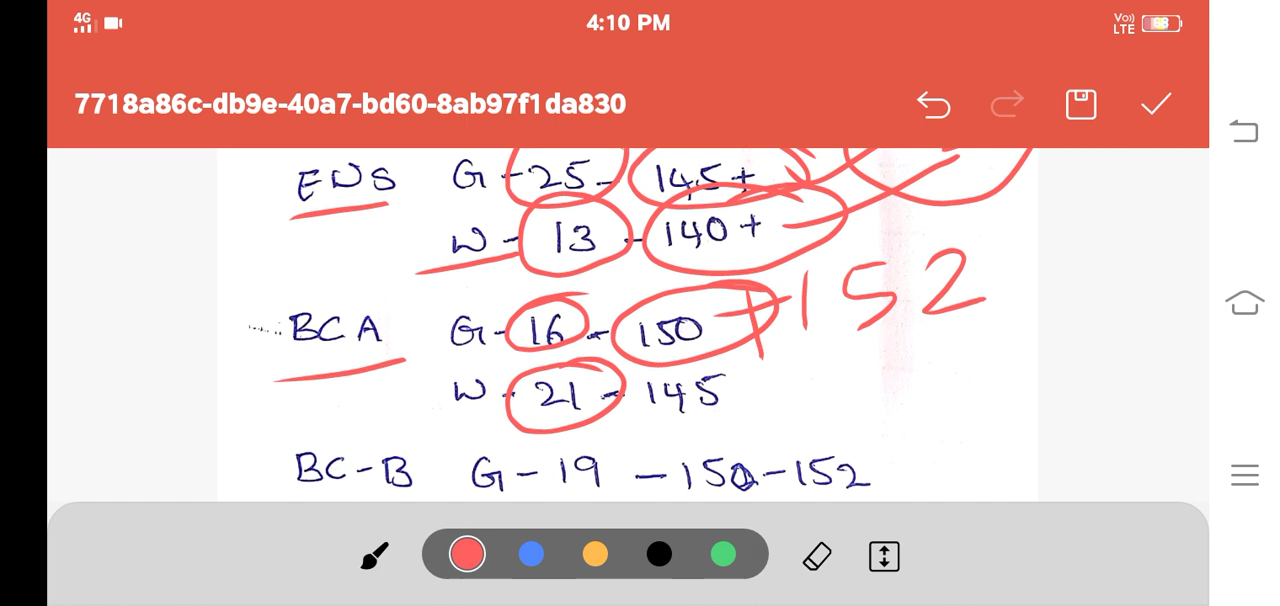 4G 4:10 PM Vo)) LTE 68
7718a86c-db9e-40a7-bd60-8ab97f1da830
EWS G - 25 - 145+
W - 13 - 140+
BCA G - 16 - 150 + 152
W - 21 - 145
BC-B G - 19 - 150 - 152